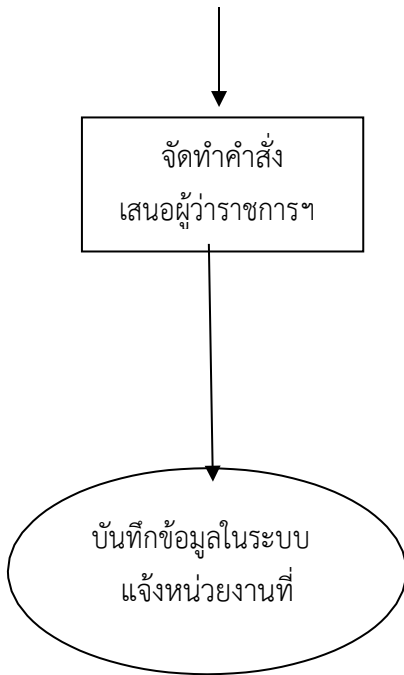 จัดทำคำสั่ง
เสนอผู้ว่าราชการฯ
บันทึกข้อมูลในระบบ
แจ้งหน่วยงานที่